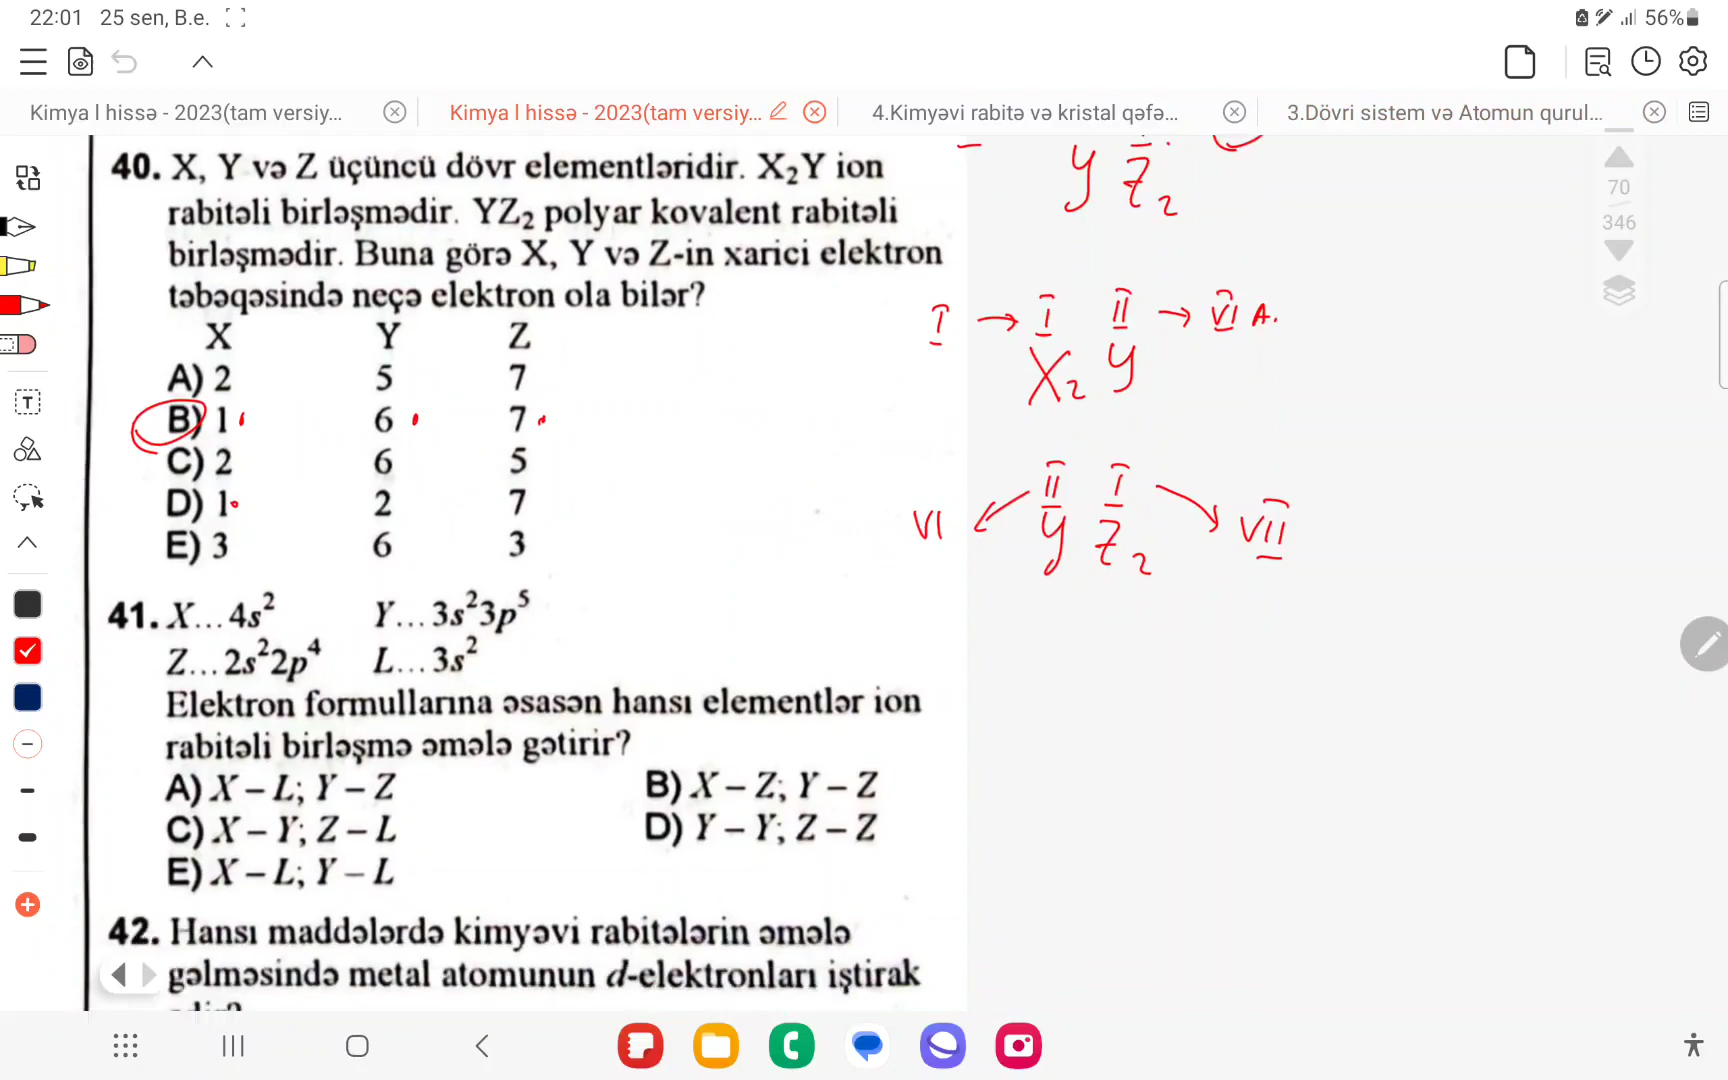 22:01 25 sen, B.e. 56%
Kimya l hissə - 2023(tam versiy...
Kimya l hissə - 2023(tam versiy...
4.Kimyəvi rabitə və kristal qəfə...
3.Dövri sistem və Atomun qurul...
70
346
40. X, Y və Z üçüncü dövr elementləridir. X₂Y ion
rabitəli birləşmədir. YZ₂ polyar kovalent rabitəli
birləşmədir. Buna görə X, Y və Z-in xarici elektron
təbəqəsində neçə elektron ola bilər?
X Y Z
A) 2 5 7
B) 1 6 7
C) 2 6 5
D) 1 2 7
E) 3 6 3
Y Z₂
I → I II → VI A.
X₂ Y
II I
VI Y Z₂ VII
41. X...4s² Y...3s²3p⁵
Z...2s²2p⁴ L...3s²
Elektron formullarına əsasən hansı elementlər ion
rabitəli birləşmə əmələ gətirir?
A) X – L; Y – Z B) X – Z; Y – Z
C) X – Y; Z – L D) Y – Y; Z – Z
E) X – L; Y – L
42. Hansı maddələrdə kimyəvi rabitələrin əmələ
gəlməsində metal atomunun d-elektronları iştirak